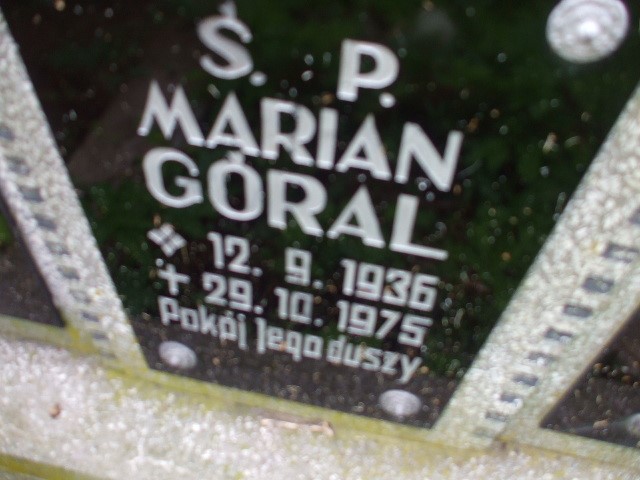 Ś. P.
MARIAN
GÓRAL
12. 9. 1936
+ 29. 10. 1975
Pokój Jego duszy